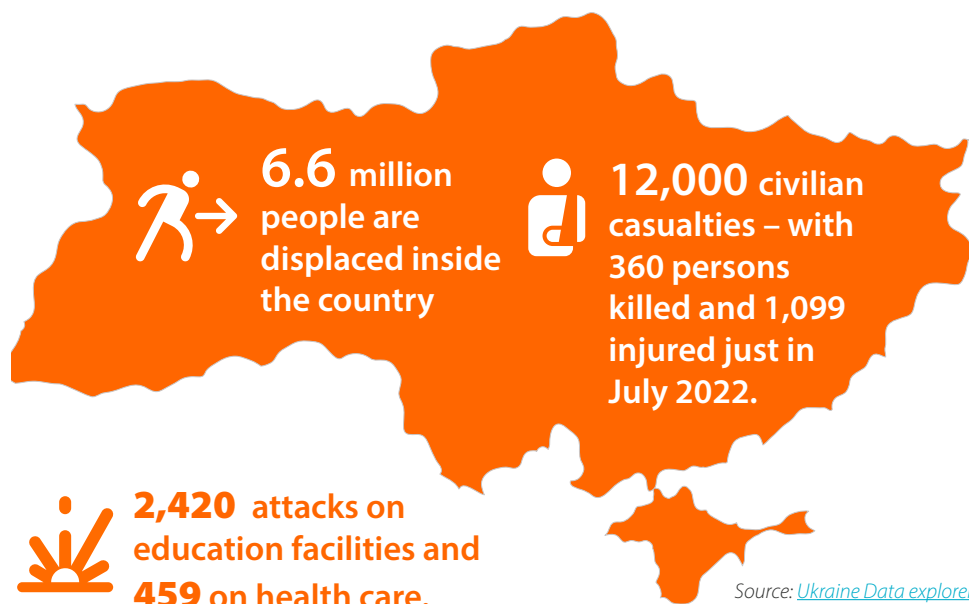 6.6 million
people are
displaced inside
the country
12,000 civilian
casualties – with
360 persons
killed and 1,099
injured just in
July 2022.
2,420 attacks on
education facilities and
459 on health care.
Source: Ukraine Data explorer